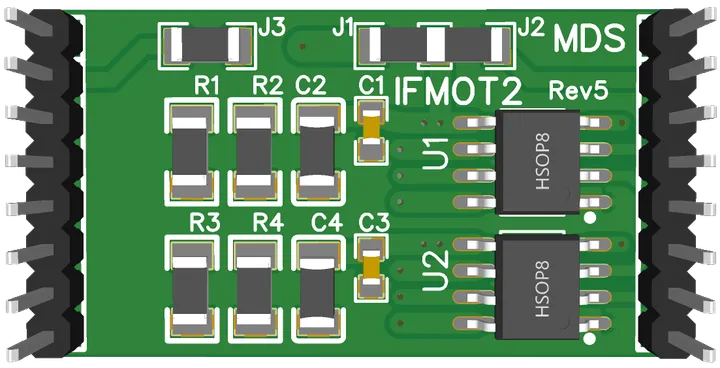 J3
J1
J2
MDS
R1
R2
C2
C1
IFMOT2
Rev5
U1
HSOP8
R3
R4
C4
C3
U2
HSOP8